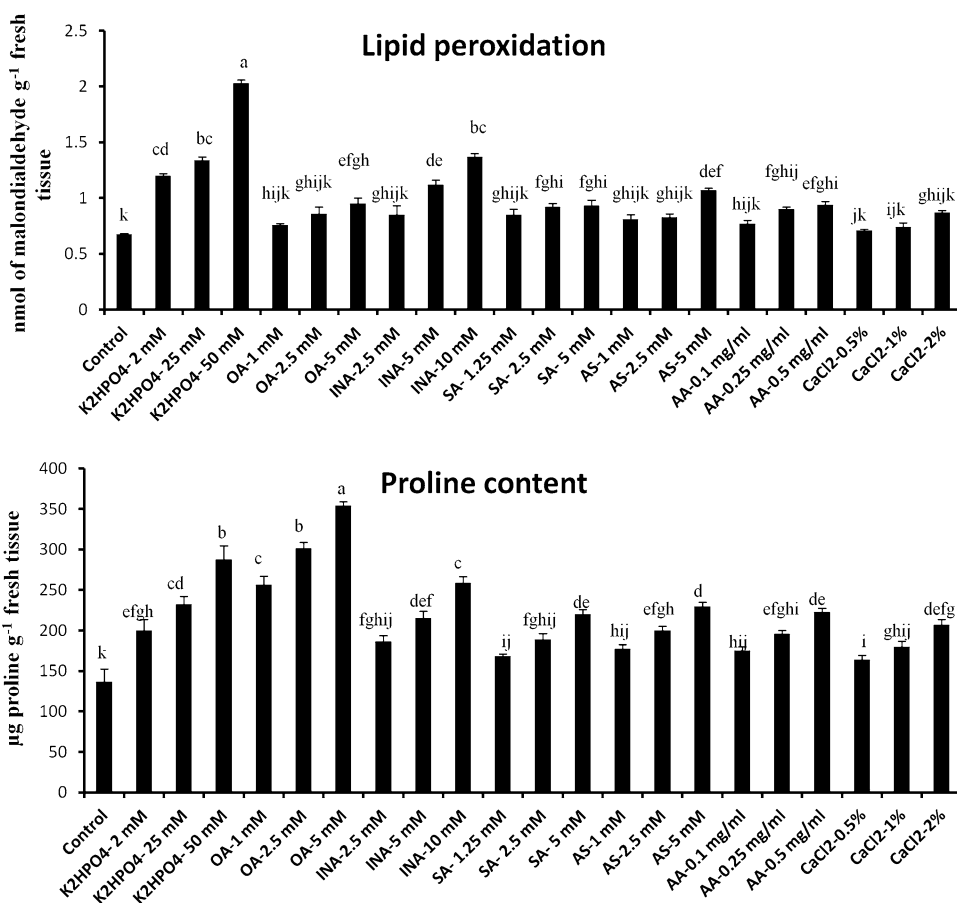 Lipid peroxidation
nmol of malondialdehyde g-1 fresh
tissue
2.5
2
1.5
1
0.5
0
k
cd
bc
a
hijk
ghijk
efgh
ghijk
de
bc
ghijk
fghi
fghi
ghijk
ghijk
def
hijk
fghij
efghi
jk
ijk
ghijk
Control
K2HPO4- 2 mM
K2HPO4- 25 mM
K2HPO4- 50 mM
OA-1 mM
OA-2.5 mM
OA-5 mM
INA-2.5 mM
INA-5 mM
INA-10 mM
SA- 1.25 mM
SA- 2.5 mM
SA- 5 mM
AS-1 mM
AS-2.5 mM
AS-5 mM
AA-0.1 mg/ml
AA-0.25 mg/ml
AA-0.5 mg/ml
CaCl2-0.5%
CaCl2-1%
CaCl2-2%
Proline content
µg proline g-1 fresh tissue
400
350
300
250
200
150
100
50
0
k
efgh
cd
b
c
b
a
fghij
def
c
ij
fghij
de
hij
efgh
d
hij
efghi
de
i
ghij
defg
Control
K2HPO4- 2 mM
K2HPO4- 25 mM
K2HPO4- 50 mM
OA-1 mM
OA-2.5 mM
OA-5 mM
INA-2.5 mM
INA-5 mM
INA-10 mM
SA- 1.25 mM
SA- 2.5 mM
SA- 5 mM
AS-1 mM
AS-2.5 mM
AS-5 mM
AA-0.1 mg/ml
AA-0.25 mg/ml
AA-0.5 mg/ml
CaCl2-0.5%
CaCl2-1%
CaCl2-2%